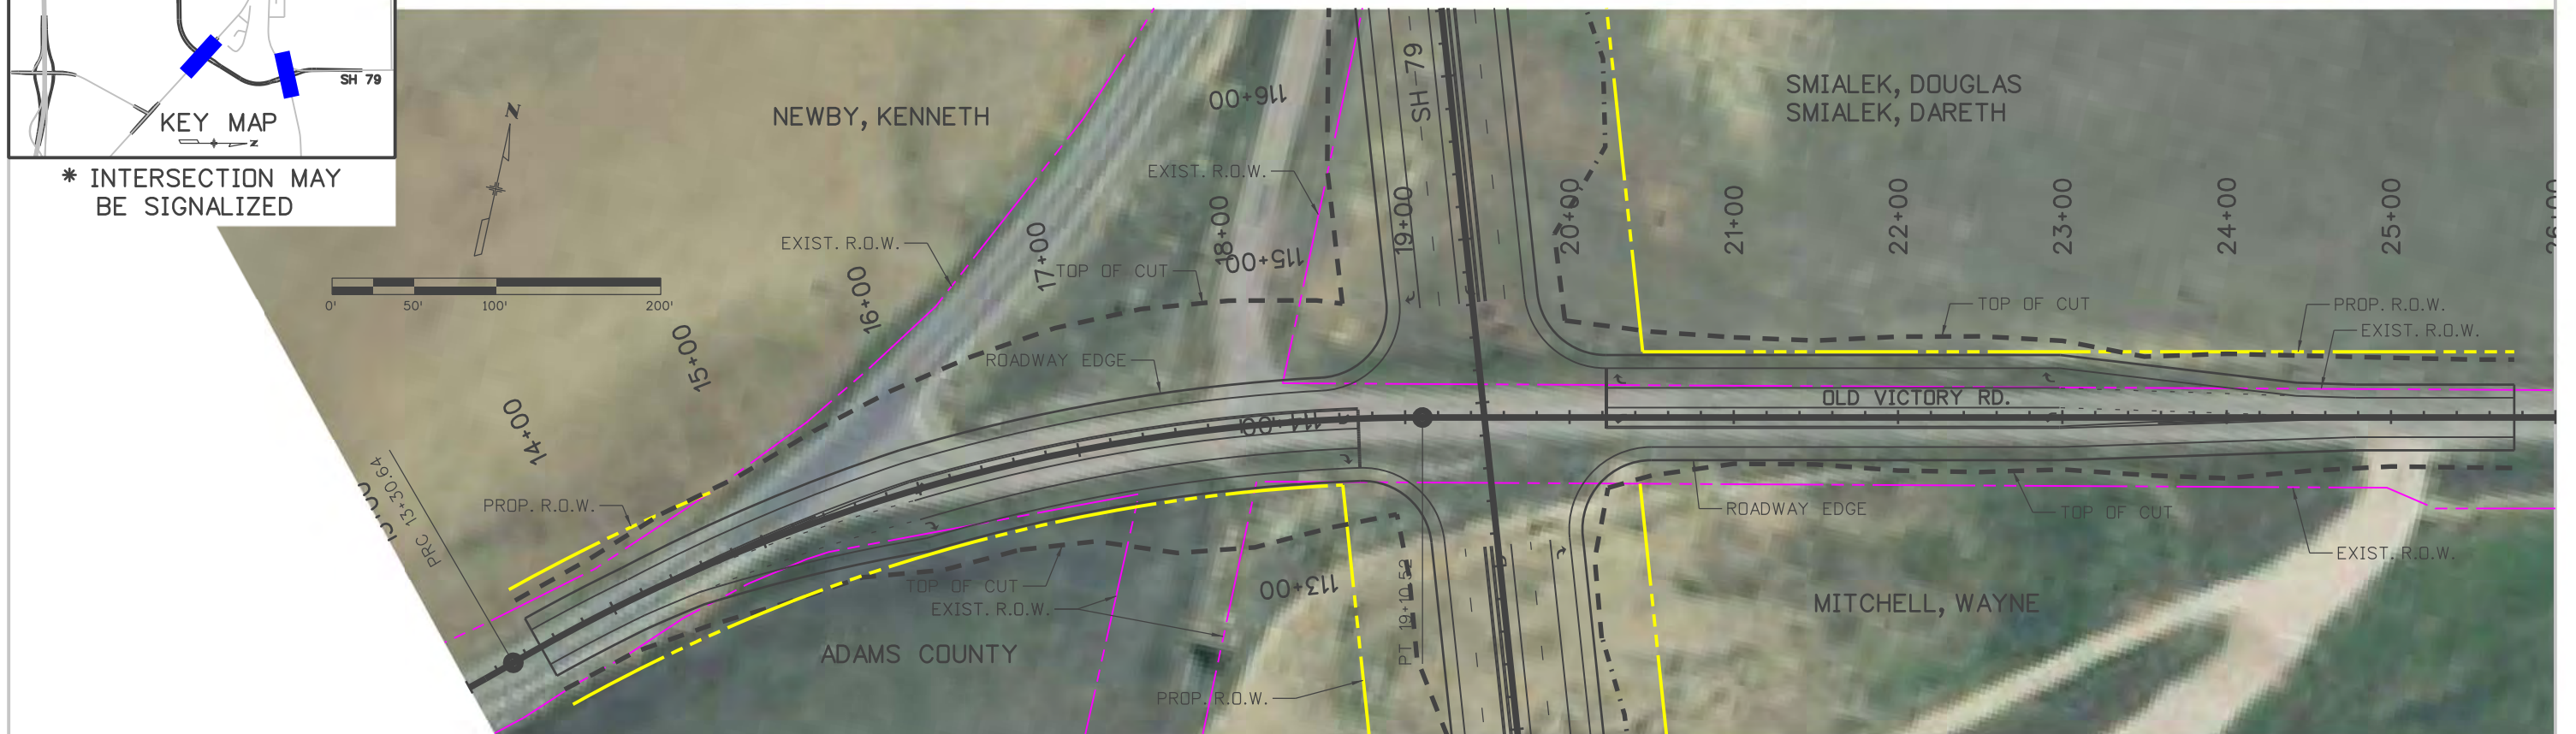 SH 79
KEY MAP
Z
* INTERSECTION MAY
BE SIGNALIZED
N
0'
50'
100'
200'
NEWBY, KENNETH
SH 79
SMIALEK, DOUGLAS
SMIALEK, DARETH
116+00
EXIST. R.O.W.
EXIST. R.O.W.
TOP OF CUT
115+00
14+00
15+00
16+00
17+00
18+00
19+00
20+00
21+00
22+00
23+00
24+00
25+00
26+00
TOP OF CUT
PROP. R.O.W.
EXIST. R.O.W.
ROADWAY EDGE
OLD VICTORY RD.
114+00
PRC 13+30.64
PROP. R.O.W.
ROADWAY EDGE
TOP OF CUT
EXIST. R.O.W.
TOP OF CUT
EXIST. R.O.W.
113+00
PT 19+10.52
ADAMS COUNTY
MITCHELL, WAYNE
PROP. R.O.W.